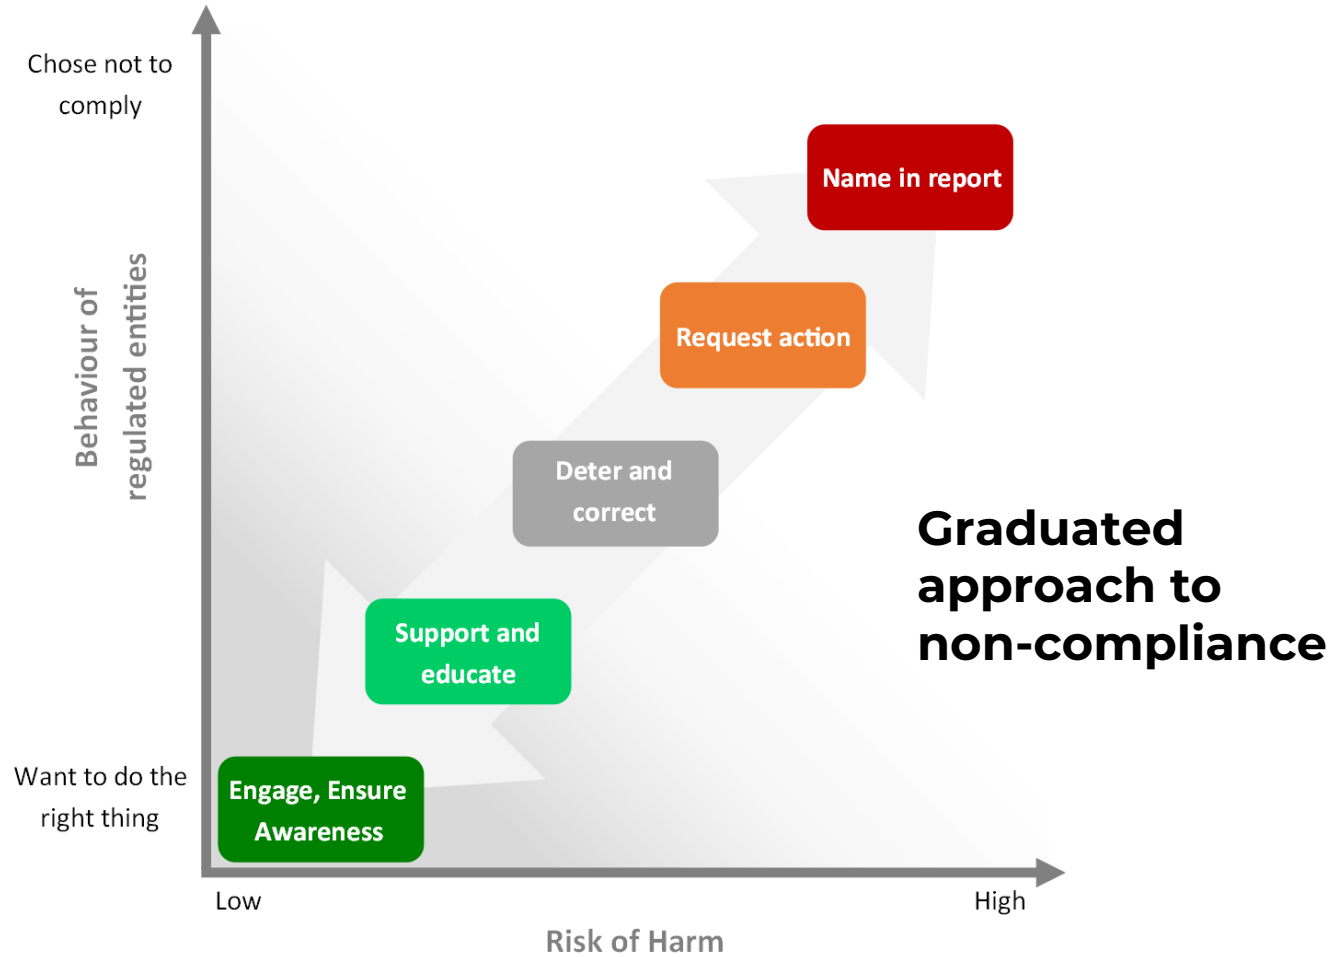 Chose not to
comply
Name in report
Behaviour of
regulated entities
Request action
Deter and
correct
Graduated
approach to
non-compliance
Support and
educate
Want to do the
right thing
Engage, Ensure
Awareness
Low
High
Risk of Harm